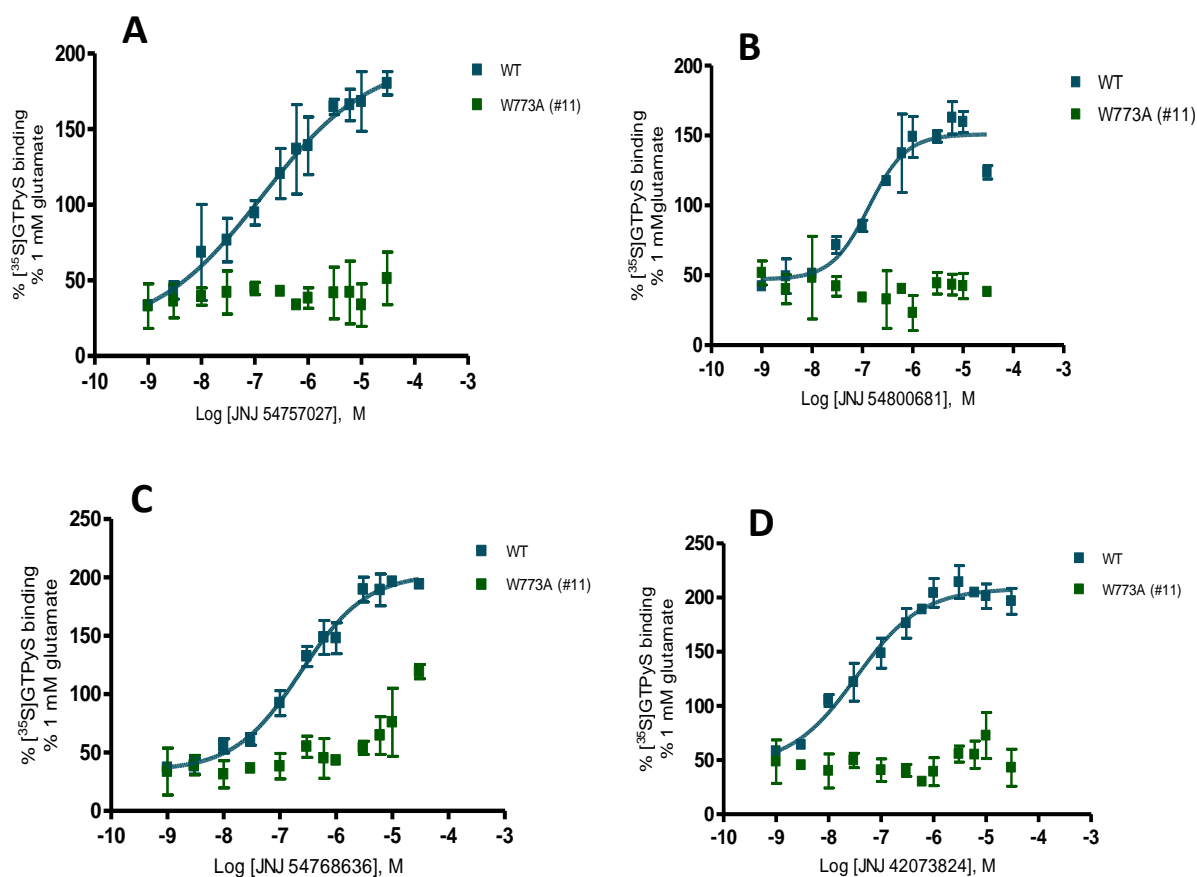 A
200
150
100
50
0
% [³⁵S]GTPγS binding
% 1 mM glutamate
-10 -9 -8 -7 -6 -5 -4 -3
Log [JNJ 54757027], M
WT
W773A (#11)
B
200
150
100
50
0
% [³⁵S]GTPγS binding
% 1 mMglutamate
-10 -9 -8 -7 -6 -5 -4 -3
Log [JNJ 54800681], M
WT
W773A (#11)
C
250
200
150
100
50
0
% [³⁵S]GTPγS binding
% 1 mM glutamate
-10 -9 -8 -7 -6 -5 -4 -3
Log [JNJ 54768636], M
WT
W773A (#11)
D
250
200
150
100
50
0
% [³⁵S]GTPγS binding
% 1 mM glutamate
-10 -9 -8 -7 -6 -5 -4 -3
Log [JNJ 42073824], M
WT
W773A (#11)